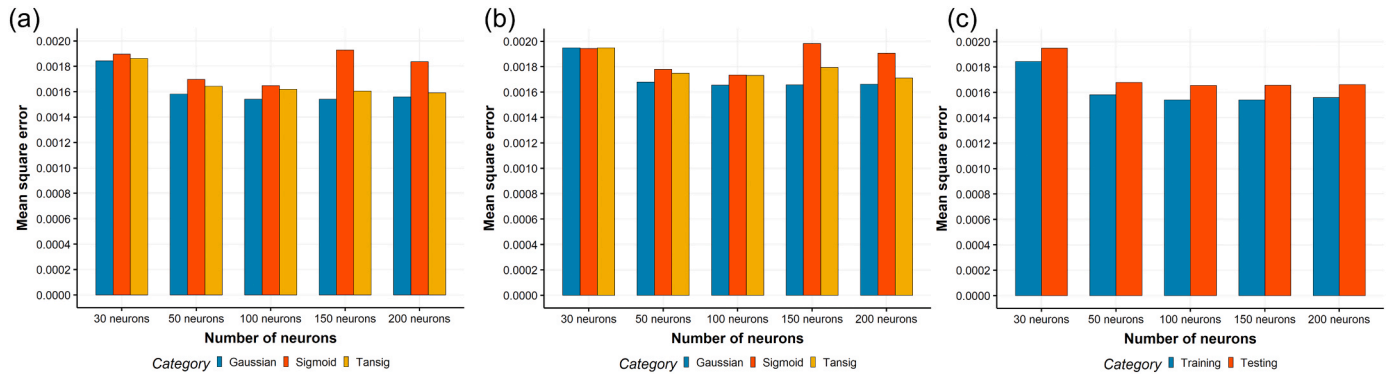 (a)
Mean square error
0.0020
0.0018
0.0016
0.0014
0.0012
0.0010
0.0008
0.0006
0.0004
0.0002
0.0000
30 neurons 50 neurons 100 neurons 150 neurons 200 neurons
Number of neurons
Category Gaussian Sigmoid Tansig
(b)
Mean square error
0.0020
0.0018
0.0016
0.0014
0.0012
0.0010
0.0008
0.0006
0.0004
0.0002
0.0000
30 neurons 50 neurons 100 neurons 150 neurons 200 neurons
Number of neurons
Category Gaussian Sigmoid Tansig
(c)
Mean square error
0.0020
0.0018
0.0016
0.0014
0.0012
0.0010
0.0008
0.0006
0.0004
0.0002
0.0000
30 neurons 50 neurons 100 neurons 150 neurons 200 neurons
Number of neurons
Category Training Testing